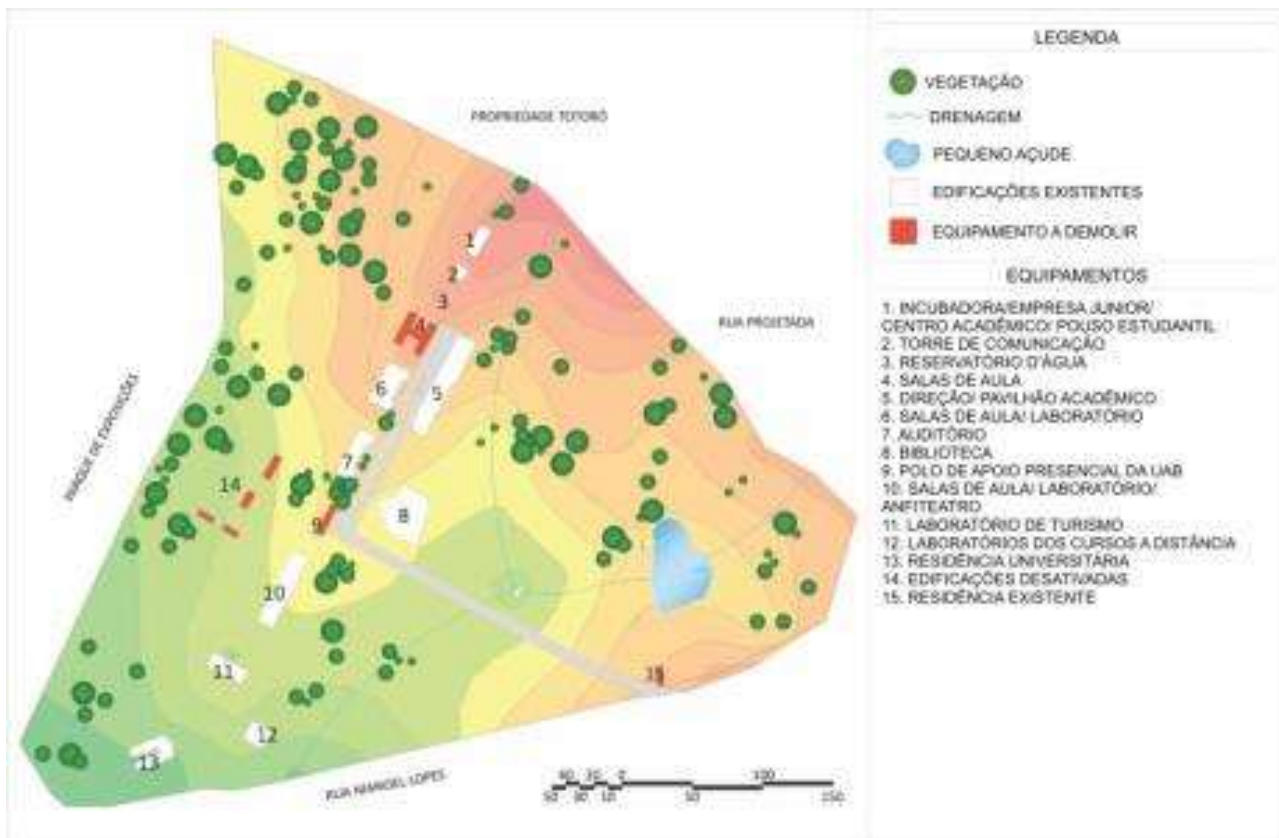 LEGENDA
VEGETAÇÃO
DRENAGEM
PEQUENO AÇUDE
EDIFICAÇÕES EXISTENTES
EQUIPAMENTO A DEMOLIR
EQUIPAMENTOS
1. INCUBADORA/EMPRESA JUNIOR/
CENTRO ACADÊMICO/ POUSO ESTUDANTIL
2. TORRE DE COMUNICAÇÃO
3. RESERVATÓRIO D'ÁGUA
4. SALAS DE AULA
5. DIREÇÃO/ PAVILHÃO ACADÊMICO
6. SALAS DE AULA/ LABORATÓRIO
7. AUDITÓRIO
8. BIBLIOTECA
9. POLO DE APOIO PRESENCIAL DA UAB
10. SALAS DE AULA/ LABORATÓRIO/
ANFITEATRO
11. LABORATÓRIO DE TURISMO
12. LABORATÓRIOS DOS CURSOS A DISTÂNCIA
13. RESIDÊNCIA UNIVERSITÁRIA
14. EDIFICAÇÕES DESATIVADAS
15. RESIDÊNCIA EXISTENTE
PROPRIEDADE TOTORÓ
RUA PROJETADA
PARQUE DE EXPOSIÇÕES
RUA MANOEL LOPES
1
2
3
4
5
6
7
8
9
10
11
12
13
14
15
0 100
50 150